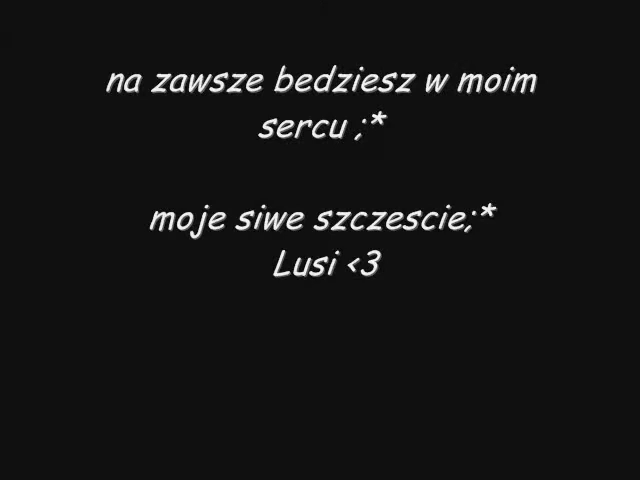 na zawsze bedziesz w moim
sercu ;*
moje siwe szczescie;*
Lusi <3